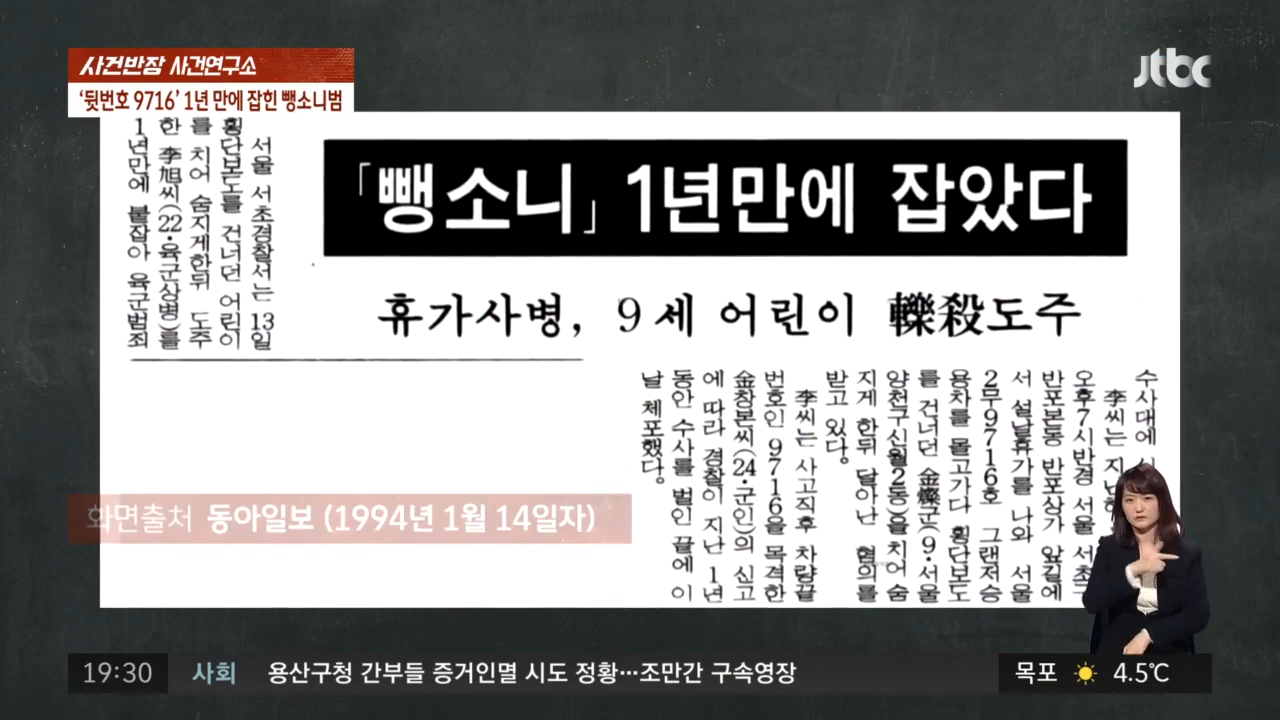 사건반장 사건연구소
‘뒷번호 9716’ 1년 만에 잡힌 뺑소니범
jtbc
「뺑소니」 1년만에 잡았다
휴가사병, 9세 어린이 轢殺도주
서울 서초경찰서는 13일
횡단보도를 건너던 어린이
를 치어 숨지게한뒤 도주
한 李旭씨(22·육군상병)를
1년만에 붙잡아 육군범죄
수사대에
李씨는
오후7시반경 서울 서초
반포본동 반포상가 앞길에
서 설날휴가를 나와 서울
2무9716호 그랜저승
용차를 몰고가다 횡단보도
를 건너던 金燦군(9·서울
양천구신월2동)을 치어 숨
지게 한뒤 달아난 혐의를
받고 있다。
李씨는 사고직후 차량끝
번호인 9716을 목격한
金창본씨(24·군인)의 신고
에 따라 경찰이 지난 1년
동안 수사를 벌인 끝에 이
날 체포했다。
화면출처 동아일보 (1994년 1월 14일자)
19:30 사회 용산구청 간부들 증거인멸 시도 정황…조만간 구속영장 목포 4.5℃